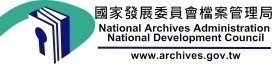 國家發展委員會檔案管理局
National Archives Administration
National Development Council
www.archives.gov.tw